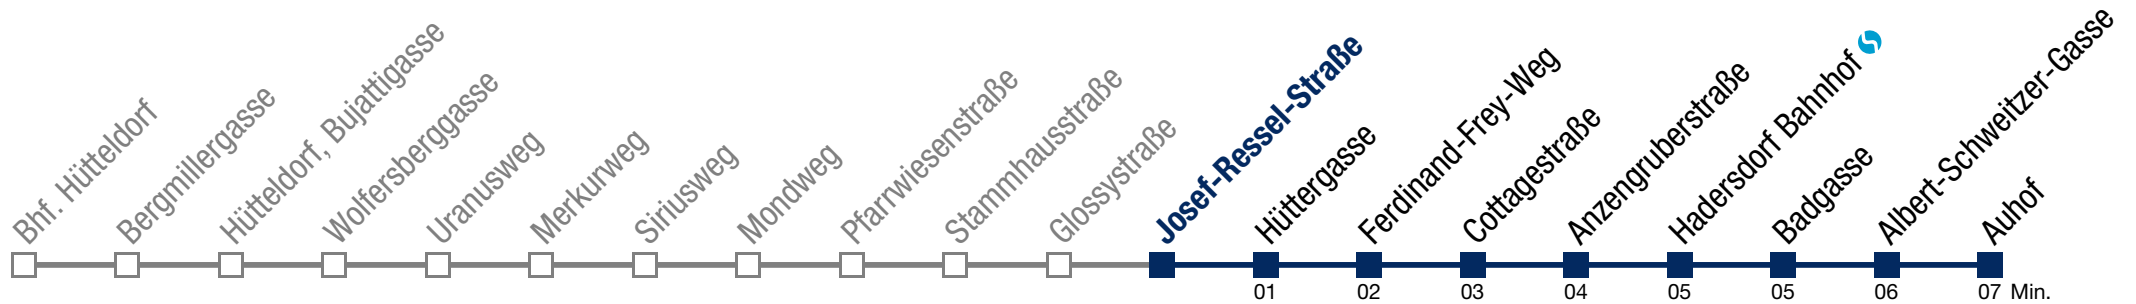 Bhf. Hütteldorf
Bergmillergasse
Hütteldorf, Bujattigasse
Wolfersberggasse
Uranusweg
Merkurweg
Siriusweg
Mondweg
Pfarrwiesenstraße
Stammhausstraße
Glossystraße
Josef-Ressel-Straße
Hüttergasse
Ferdinand-Frey-Weg
Cottagestraße
Anzengruberstraße
Hadersdorf Bahnhof
Badgasse
Albert-Schweitzer-Gasse
Auhof
01 02 03 04 05 05 06 07 Min.